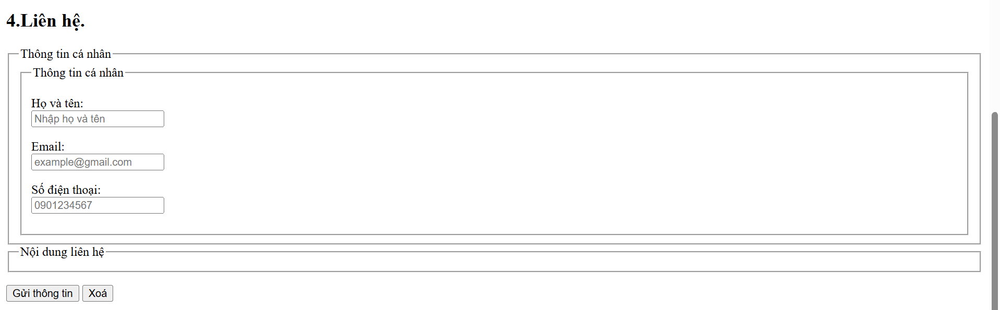 4.Liên hệ.
Thông tin cá nhân
Thông tin cá nhân
Họ và tên:
Nhập họ và tên
Email:
example@gmail.com
Số điện thoại:
0901234567
Nội dung liên hệ
Gửi thông tin Xoá